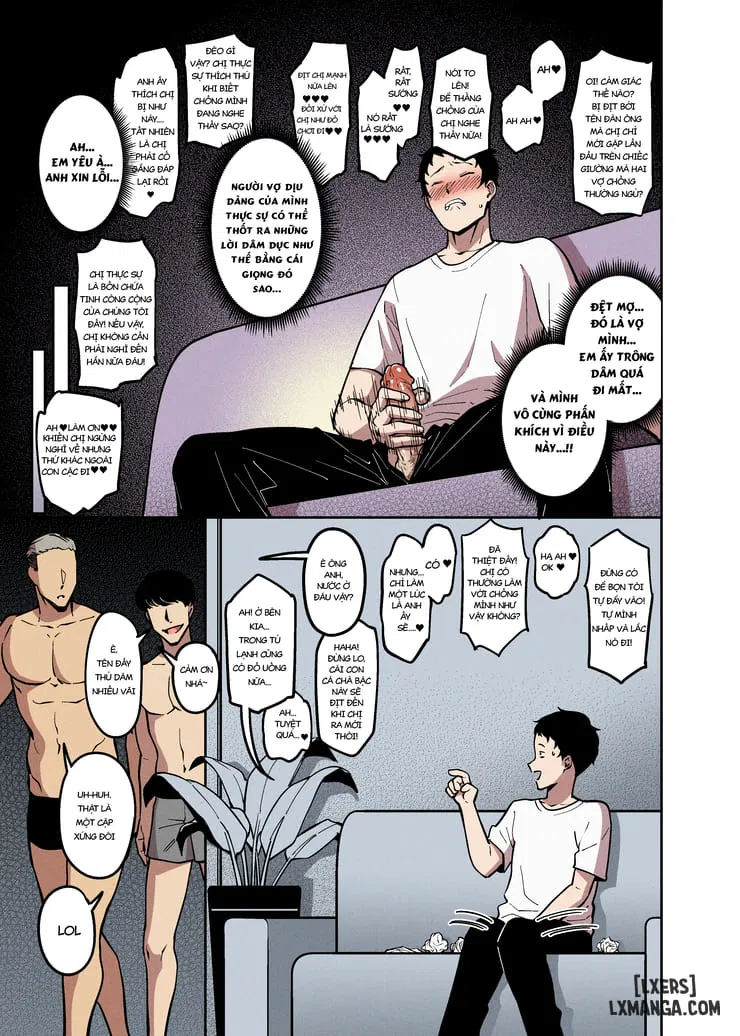 OI! CẢM GIÁC
THẾ NÀO?
BỊ ĐỊT BỞI
TÊN ĐÀN ÔNG
MÀ CHỊ CHỈ
MỚI GẶP LẦN
ĐẦU TRÊN CHIẾC
GIƯỜNG MÀ HAI
VỢ CHỒNG
THƯỜNG NGỦ?
AH♥
AH AH♥
NÓI TO
LÊN!
ĐỂ THẰNG
CHỒNG CỦA
CHỊ NGHE
THẤY NỮA!
RẤT,
RẤT
SƯỚNG
♥
NÓ RẤT
LÀ SƯỚNG♥♥
ĐỊT CHỊ MẠNH
NỮA LÊN
♥♥♥
ĐỐI XỬ VỚI
CHỊ NHƯ ĐỒ
CHƠI ĐI♥
ĐÉO GÌ
VẬY? CHỊ THỰC
SỰ THÍCH THÚ
KHI BIẾT
CHỒNG MÌNH
ĐANG NGHE
THẤY SAO?
ANH ẤY
THÍCH CHỊ
BỊ NHƯ
NÀY....
TẤT NHIÊN
LÀ CHỊ
PHẢI CỐ
GẮNG ĐÁP
LẠI RỒI
♥
AH...
EM YÊU À...
ANH XIN LỖI...
NGƯỜI VỢ DỊU
DÀNG CỦA MÌNH
THỰC SỰ CÓ THỂ
THỐT RA NHỮNG
LỜI DÂM DỤC NHƯ
THẾ BẰNG CÁI
GIỌNG ĐÓ
SAO...
ĐỆT MỢ...
ĐÓ LÀ VỢ
MÌNH...
EM ẤY TRÔNG
DÂM QUÁ
ĐI MẤT...
VÀ MÌNH
VÔ CÙNG PHẤN
KHÍCH VÌ ĐIỀU
NÀY...!!
CHỊ THỰC SỰ
LÀ BỒN CHỨA
TINH CÔNG CỘNG
CỦA CHÚNG TÔI
ĐẤY! NẾU VẬY,
CHỊ KHÔNG CẦN
PHẢI NGHĨ ĐẾN
HẮN NỮA ĐÂU!
AH♥LÀM ƠN♥♥
KHIẾN CHỊ NGỪNG
NGHĨ VỀ NHƯNG
THỨ KHÁC NGOÀI
CON CẶC ĐI♥♥
ĐỪNG CÓ
ĐỂ BỌN TÔI
TỰ ĐẨY VÀO!
TỰ MÌNH
NHẤP VÀ LẮC
NÓ ĐI!
HẠ AH♥
OK♥
ĐÃ
THIỆT ĐẤY!
CHỊ CÓ
THƯỜNG LÀM
VỚI CHỒNG
MÌNH NHƯ
VẬY KHÔNG?
CÓ♥
NHƯNG...
CHỈ LÀM
MỘT LÚC
LÀ ANH
ẤY
SẼ....♥
HAHA!
ĐỪNG LO,
CÁI CON
CÁ CHÀ BẶC
NÀY SẼ
ĐỊT ĐẾN
KHI CHỊ
RA MỚI
THÔI!
AH...
TUYỆT
QUÁ...♥
Ê ÔNG
ANH,
NƯỚC Ở
ĐÂU VẬY?
AH! Ở BÊN
KIA...
TRONG TỦ
LẠNH CŨNG
CÓ ĐỒ UỐNG
NỮA...
CẢM ƠN
NHÁ~
Ê,
TÊN ĐẤY
THỦ DÂM
NHIỀU VÃI
UH-HUH.
THẬT LÀ
MỘT CẶP
XỨNG ĐÔI
LOL
[LXERS]
LXMANGA.COM